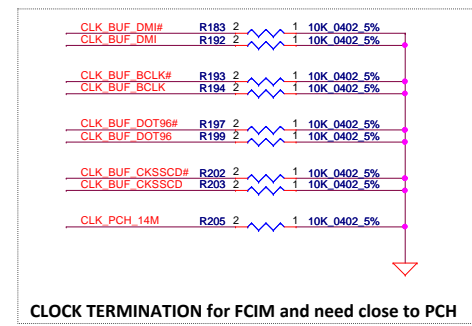 CLK_BUF_DMI# R183 2 1 10K_0402_5%
CLK_BUF_DMI R192 2 1 10K_0402_5%
CLK_BUF_BCLK# R193 2 1 10K_0402_5%
CLK_BUF_BCLK R194 2 1 10K_0402_5%
CLK_BUF_DOT96# R197 2 1 10K_0402_5%
CLK_BUF_DOT96 R199 2 1 10K_0402_5%
CLK_BUF_CKSSCD# R202 2 1 10K_0402_5%
CLK_BUF_CKSSCD R203 2 1 10K_0402_5%
CLK_PCH_14M R205 2 1 10K_0402_5%
CLOCK TERMINATION for FCIM and need close to PCH